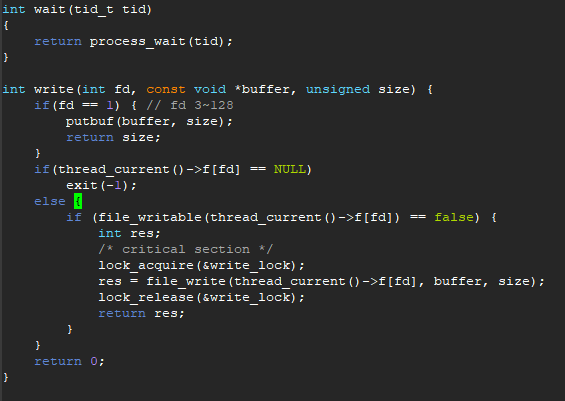 int wait(tid_t tid)
{
    return process_wait(tid);
}

int write(int fd, const void *buffer, unsigned size) {
    if(fd == 1) { // fd 3~128
        putbuf(buffer, size);
        return size;
    }
    if(thread_current()->f[fd] == NULL)
        exit(-1);
    else {
        if (file_writable(thread_current()->f[fd]) == false) {
            int res;
            /* critical section */
            lock_acquire(&write_lock);
            res = file_write(thread_current()->f[fd], buffer, size);
            lock_release(&write_lock);
            return res;
        }
    }
    return 0;
}